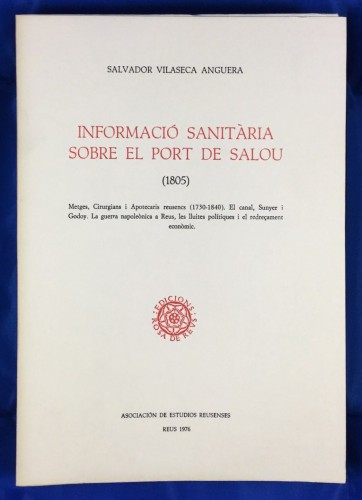 SALVADOR VILASECA ANGUERA
INFORMACIÓ SANITÀRIA
SOBRE EL PORT DE SALOU
(1805)
Metges, Cirurgians i Apotecaris reusencs (1730-1840). El canal, Sunyer i
Godoy. La guerra napoleònica a Reus, les lluites polítiques i el redreçament
econòmic.
EDICIONS
ROSA DE REUS
ASOCIACIÓN DE ESTUDIOS REUSENSES
REUS 1976